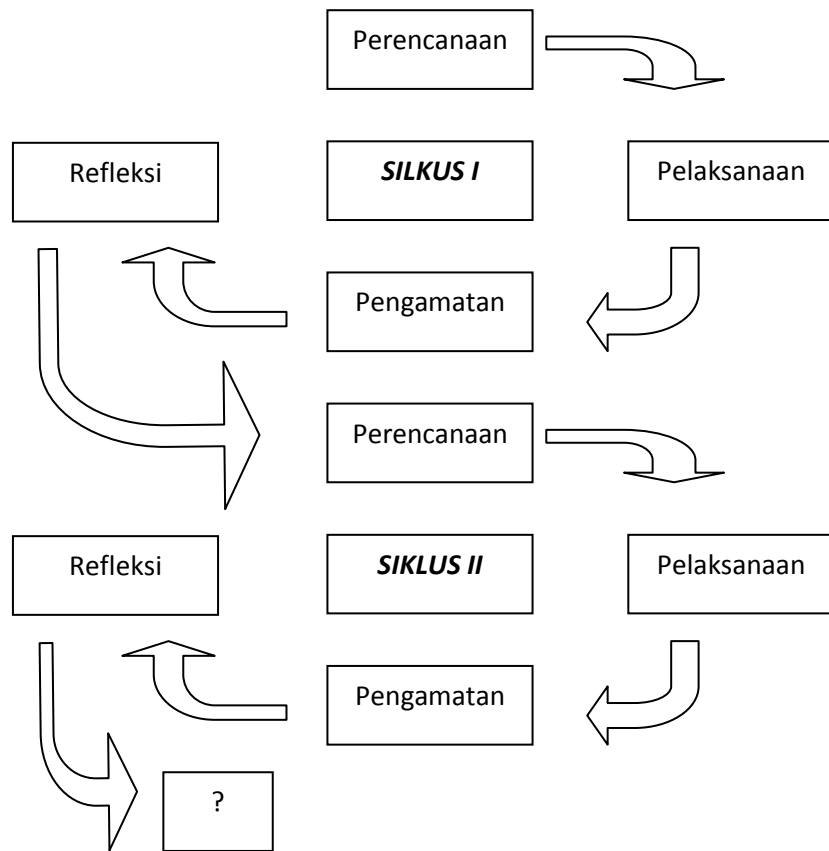 Perencanaan
Refleksi
SILKUS I
Pelaksanaan
Pengamatan
Perencanaan
Refleksi
SIKLUS II
Pelaksanaan
Pengamatan
?